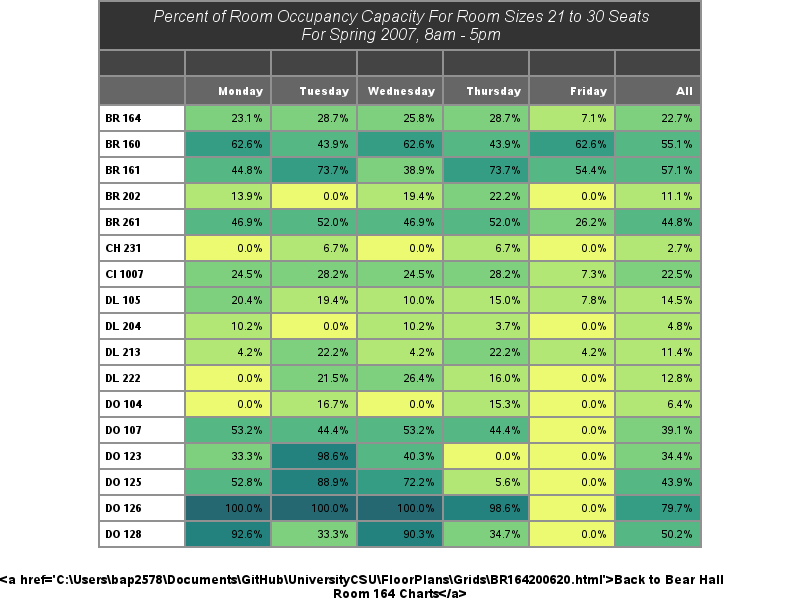 Percent of Room Occupancy Capacity For Room Sizes 21 to 30 Seats
For Spring 2007, 8am - 5pm
Monday Tuesday Wednesday Thursday Friday All
BR 164 23.1% 28.7% 25.8% 28.7% 7.1% 22.7%
BR 160 62.6% 43.9% 62.6% 43.9% 62.6% 55.1%
BR 161 44.8% 73.7% 38.9% 73.7% 54.4% 57.1%
BR 202 13.9% 0.0% 19.4% 22.2% 0.0% 11.1%
BR 261 46.9% 52.0% 46.9% 52.0% 26.2% 44.8%
CH 231 0.0% 6.7% 0.0% 6.7% 0.0% 2.7%
CI 1007 24.5% 28.2% 24.5% 28.2% 7.3% 22.5%
DL 105 20.4% 19.4% 10.0% 15.0% 7.8% 14.5%
DL 204 10.2% 0.0% 10.2% 3.7% 0.0% 4.8%
DL 213 4.2% 22.2% 4.2% 22.2% 4.2% 11.4%
DL 222 0.0% 21.5% 26.4% 16.0% 0.0% 12.8%
DO 104 0.0% 16.7% 0.0% 15.3% 0.0% 6.4%
DO 107 53.2% 44.4% 53.2% 44.4% 0.0% 39.1%
DO 123 33.3% 98.6% 40.3% 0.0% 0.0% 34.4%
DO 125 52.8% 88.9% 72.2% 5.6% 0.0% 43.9%
DO 126 100.0% 100.0% 100.0% 98.6% 0.0% 79.7%
DO 128 92.6% 33.3% 90.3% 34.7% 0.0% 50.2%
<a href='C:\Users\bap2578\Documents\GitHub\UniversityCSU\FloorPlans\Grids\BR164200620.html'>Back to Bear Hall
Room 164 Charts</a>